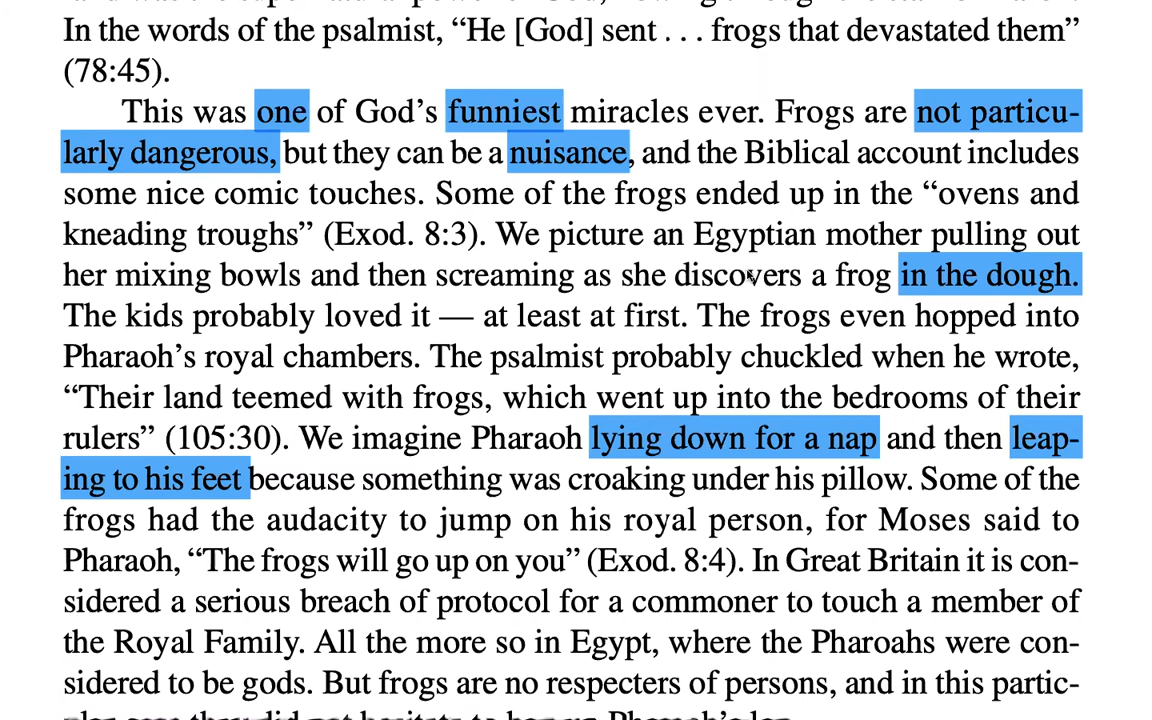 In the words of the psalmist, “He [God] sent . . . frogs that devastated them”
(78:45).
This was one of God’s funniest miracles ever. Frogs are not particu-
larly dangerous, but they can be a nuisance, and the Biblical account includes
some nice comic touches. Some of the frogs ended up in the “ovens and
kneading troughs” (Exod. 8:3). We picture an Egyptian mother pulling out
her mixing bowls and then screaming as she discovers a frog in the dough.
The kids probably loved it — at least at first. The frogs even hopped into
Pharaoh’s royal chambers. The psalmist probably chuckled when he wrote,
“Their land teemed with frogs, which went up into the bedrooms of their
rulers” (105:30). We imagine Pharaoh lying down for a nap and then leap-
ing to his feet because something was croaking under his pillow. Some of the
frogs had the audacity to jump on his royal person, for Moses said to
Pharaoh, “The frogs will go up on you” (Exod. 8:4). In Great Britain it is con-
sidered a serious breach of protocol for a commoner to touch a member of
the Royal Family. All the more so in Egypt, where the Pharoahs were con-
sidered to be gods. But frogs are no respecters of persons, and in this partic-